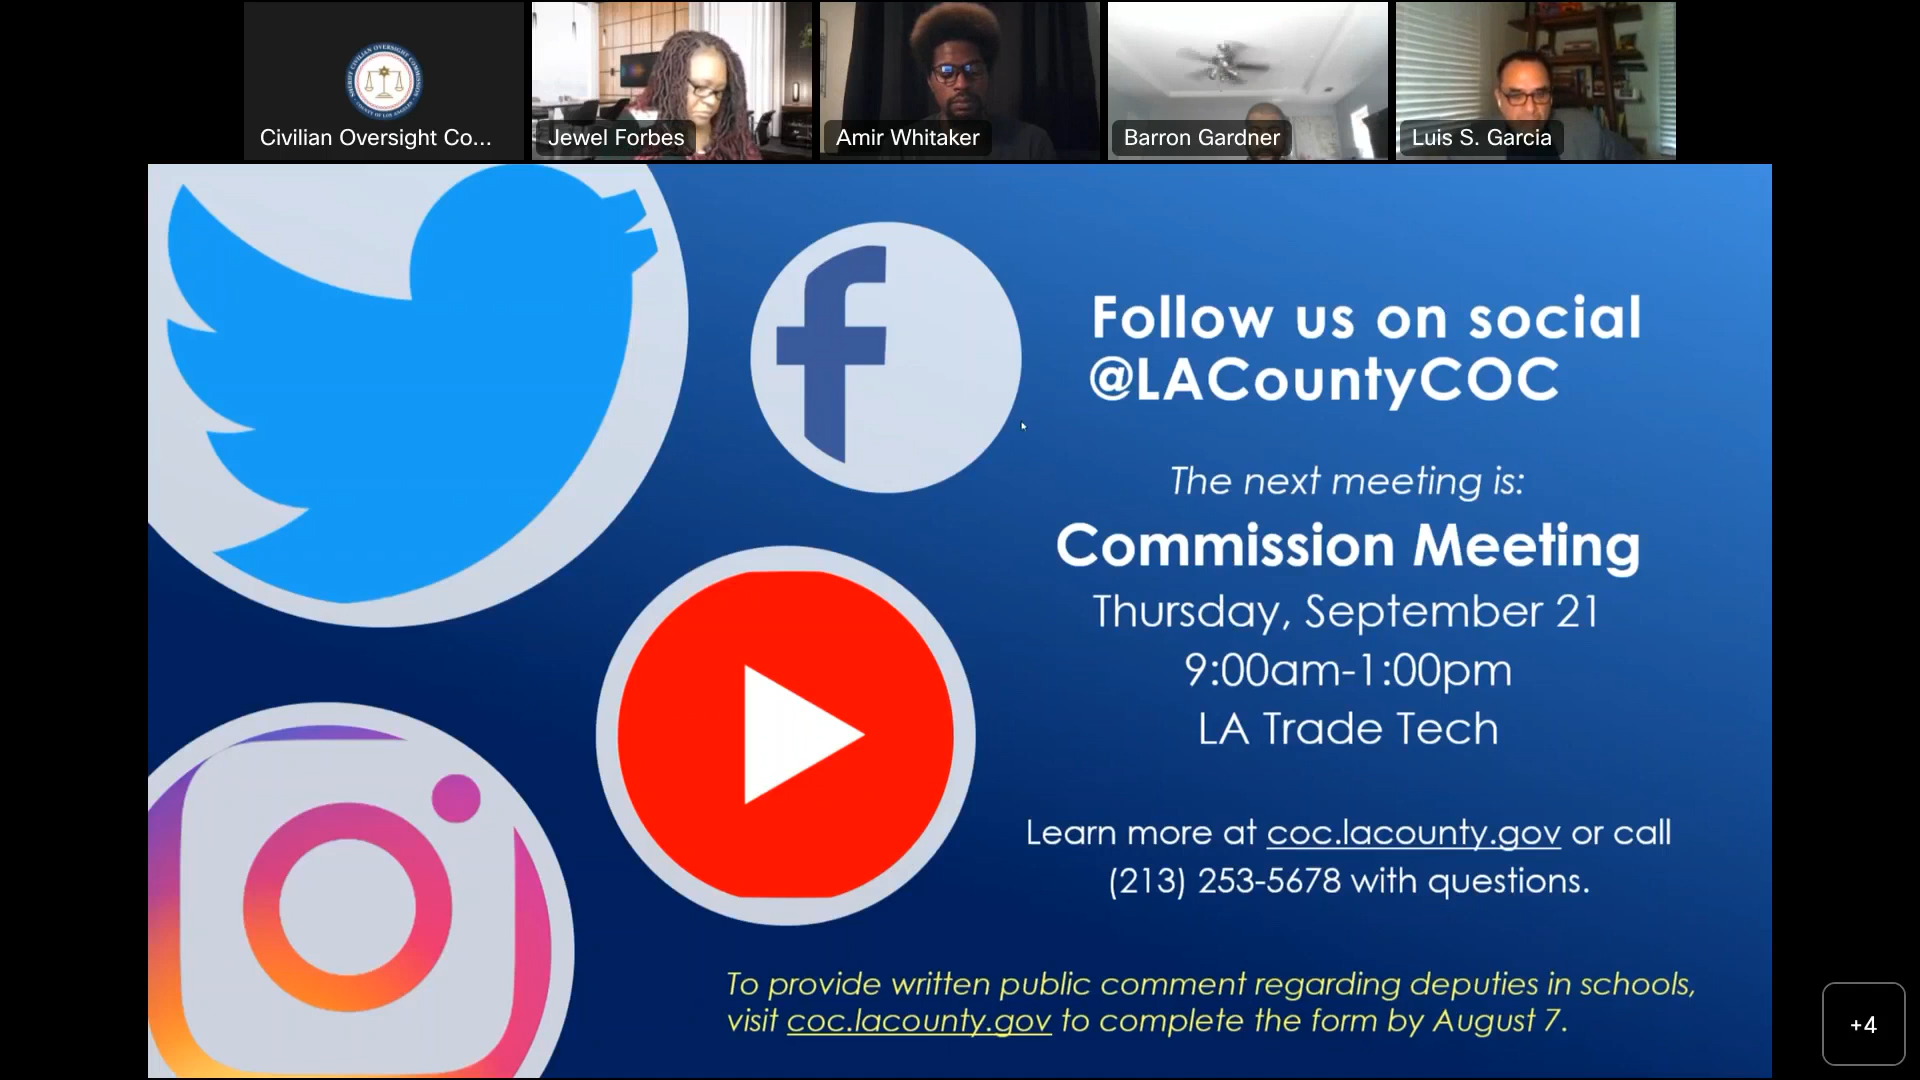 Civilian Oversight Co...
Jewel Forbes
Amir Whitaker
Barron Gardner
Luis S. Garcia
Follow us on social
@LACountyCOC
The next meeting is:
Commission Meeting
Thursday, September 21
9:00am-1:00pm
LA Trade Tech
Learn more at coc.lacounty.gov or call
(213) 253-5678 with questions.
To provide written public comment regarding deputies in schools,
visit coc.lacounty.gov to complete the form by August 7.
+4